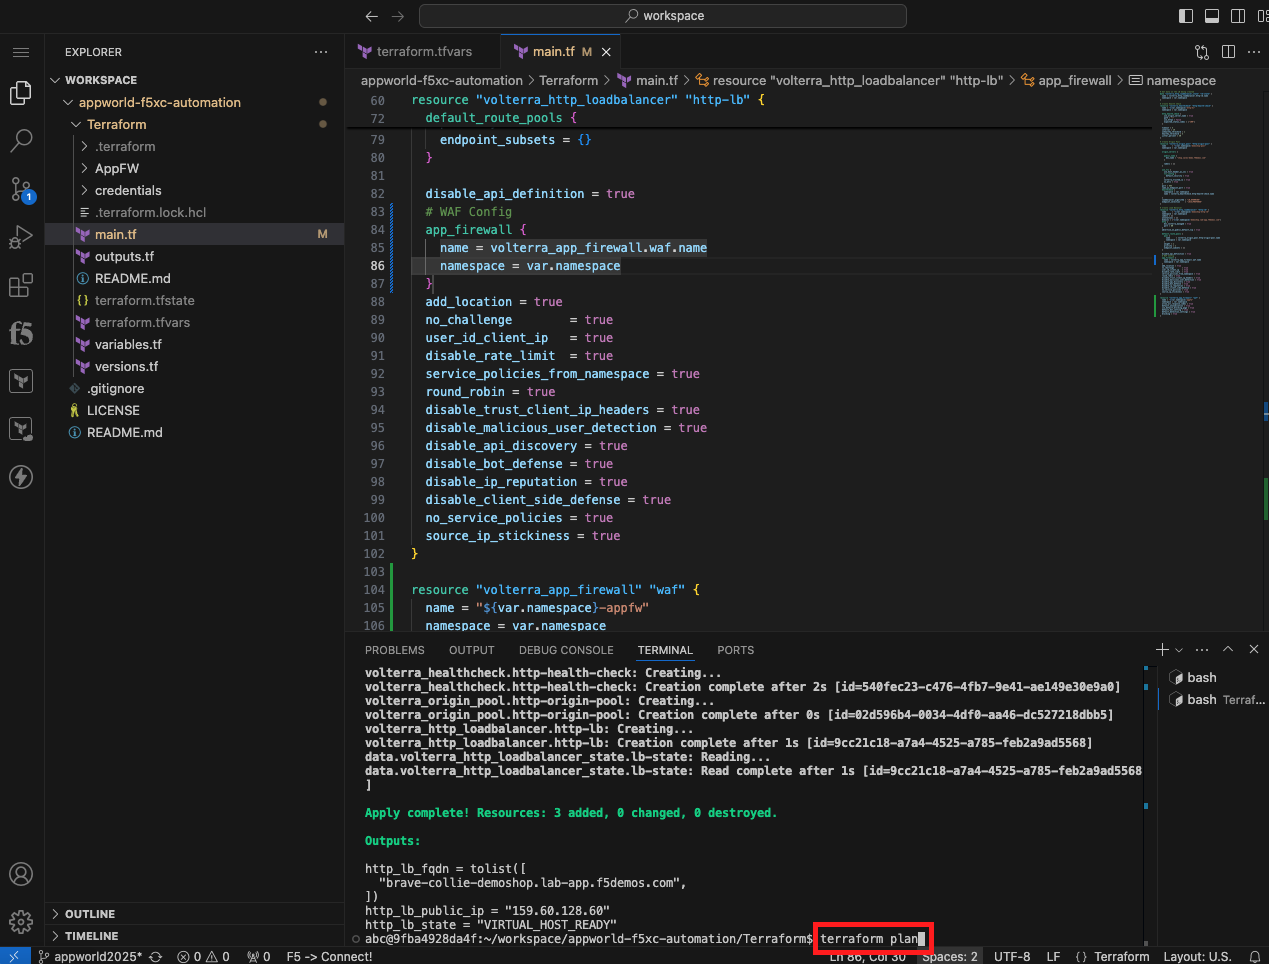 workspace
EXPLORER
WORKSPACE
appworld-f5xc-automation
Terraform
.terraform
AppFW
credentials
.terraform.lock.hcl
main.tf M
outputs.tf
README.md
terraform.tfstate
terraform.tfvars
variables.tf
versions.tf
.gitignore
LICENSE
README.md
OUTLINE
TIMELINE
terraform.tfvars
main.tf M
appworld-f5xc-automation > Terraform > main.tf > resource "volterra_http_loadbalancer" "http-lb" > app_firewall > namespace
60 resource "volterra_http_loadbalancer" "http-lb" {
72 default_route_pools {
79 endpoint_subsets = {}
80 }
81
82 disable_api_definition = true
83 # WAF Config
84 app_firewall {
85 name = volterra_app_firewall.waf.name
86 namespace = var.namespace
87 }
88 add_location = true
89 no_challenge = true
90 user_id_client_ip = true
91 disable_rate_limit = true
92 service_policies_from_namespace = true
93 round_robin = true
94 disable_trust_client_ip_headers = true
95 disable_malicious_user_detection = true
96 disable_api_discovery = true
97 disable_bot_defense = true
98 disable_ip_reputation = true
99 disable_client_side_defense = true
100 no_service_policies = true
101 source_ip_stickiness = true
102 }
103
104 resource "volterra_app_firewall" "waf" {
105 name = "${var.namespace}-appfw"
106 namespace = var.namespace
PROBLEMS OUTPUT DEBUG CONSOLE TERMINAL PORTS
volterra_healthcheck.http-health-check: Creating...
volterra_healthcheck.http-health-check: Creation complete after 2s [id=540fec23-c476-4fb7-9e41-ae149e30e9a0]
volterra_origin_pool.http-origin-pool: Creating...
volterra_origin_pool.http-origin-pool: Creation complete after 0s [id=02d596b4-0034-4df0-aa46-dc527218dbb5]
volterra_http_loadbalancer.http-lb: Creating...
volterra_http_loadbalancer.http-lb: Creation complete after 1s [id=9cc21c18-a7a4-4525-a785-feb2a9ad5568]
data.volterra_http_loadbalancer_state.lb-state: Reading...
data.volterra_http_loadbalancer_state.lb-state: Read complete after 1s [id=9cc21c18-a7a4-4525-a785-feb2a9ad5568
]
Apply complete! Resources: 3 added, 0 changed, 0 destroyed.
Outputs:
http_lb_fqdn = tolist([
"brave-collie-demoshop.lab-app.f5demos.com",
])
http_lb_public_ip = "159.60.128.60"
http_lb_state = "VIRTUAL_HOST_READY"
abc@9fba4928da4f:~/workspace/appworld-f5xc-automation/Terraform$ terraform plan
bash
bash Terraf...
f5
1
appworld2025* 0 0 0 F5 -> Connect! Ln 86, Col 30 Spaces: 2 UTF-8 LF {} Terraform Layout: U.S.